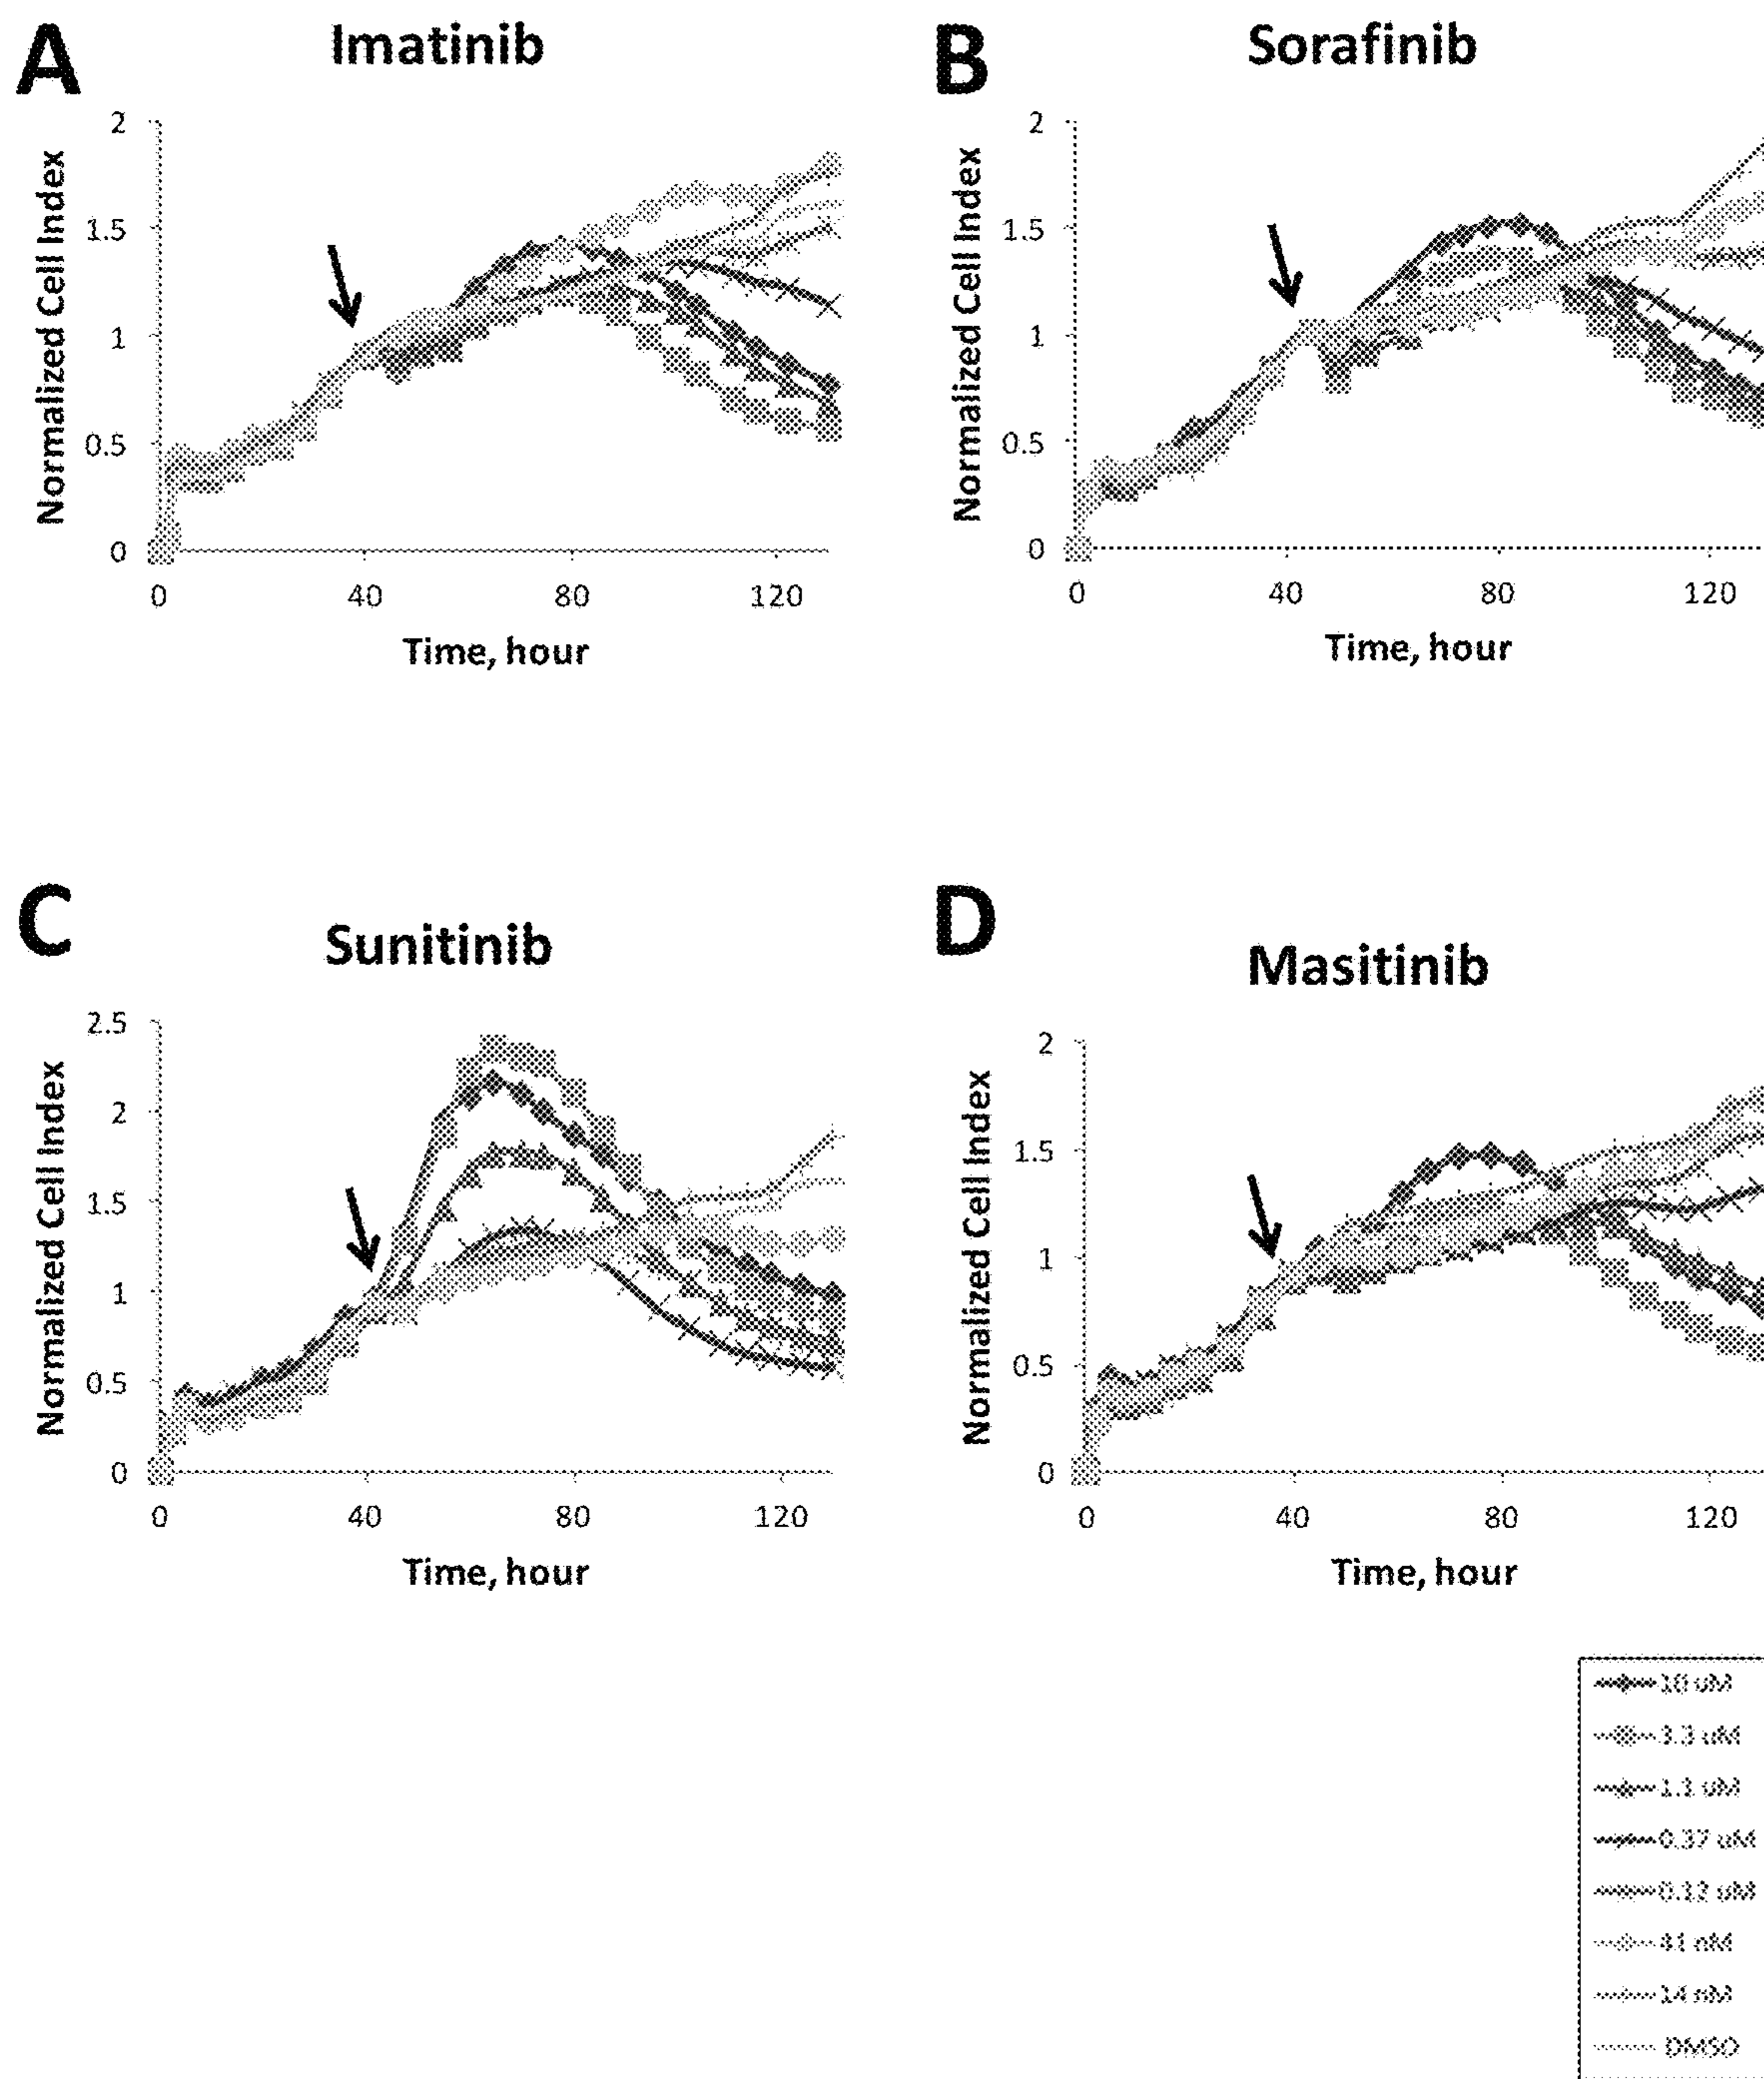 A
Imatinib
Normalized Cell Index
2
1.5
1
0.5
0
0 40 80 120
Time, hour
B
Sorafinib
Normalized Cell Index
2
1.5
1
0.5
0
0 40 80 120
Time, hour
C
Sunitinib
Normalized Cell Index
2.5
2
1.5
1
0.5
0
0 40 80 120
Time, hour
D
Masitinib
Normalized Cell Index
2
1.5
1
0.5
0
0 40 80 120
Time, hour
10 uM
3.3 uM
1.1 uM
0.37 uM
0.12 uM
41 nM
14 nM
DMSO